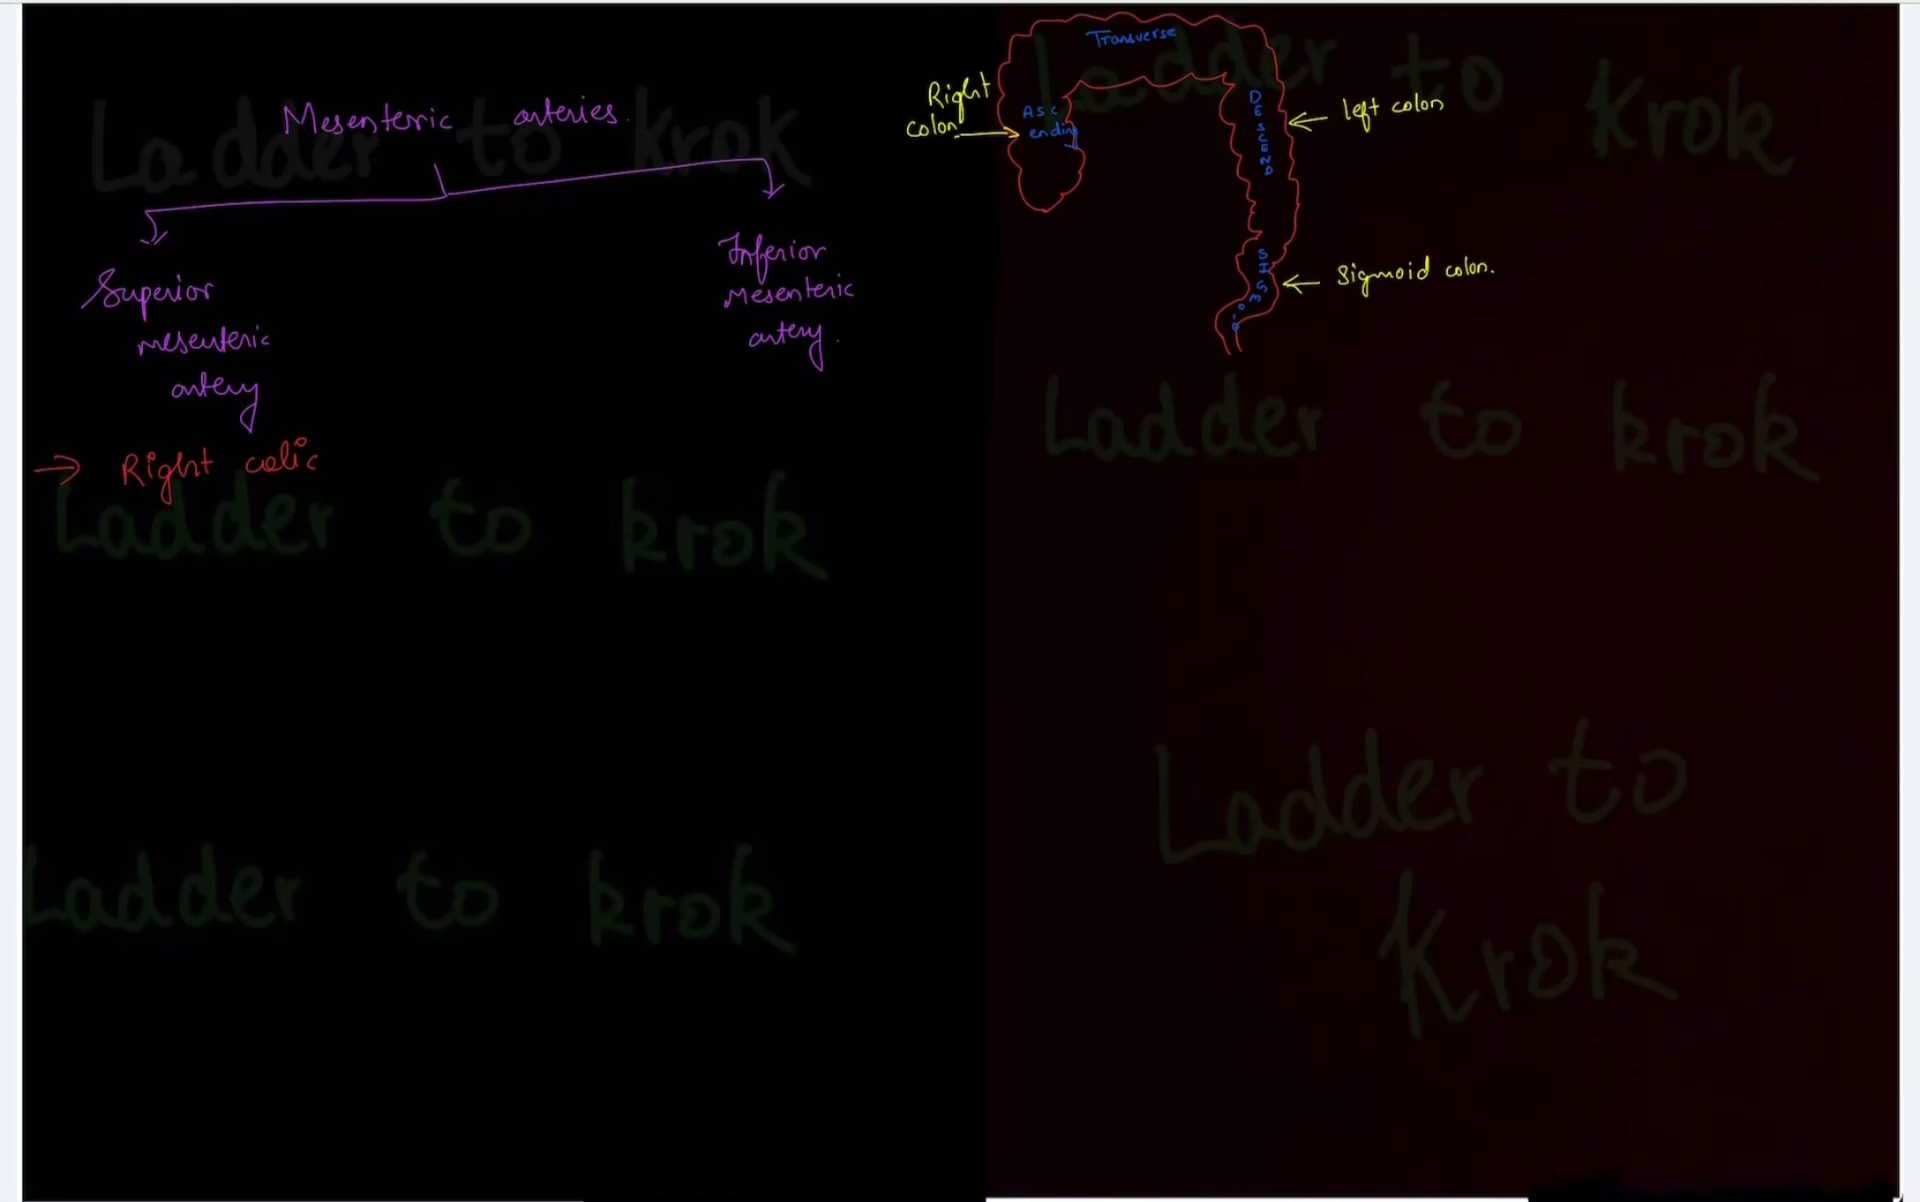 Mesenteric arteries.
Superior
mesenteric
artery
Inferior
Mesenteric
artery.
→ Right colic
Transverse
Right
colon
Asc
ending
DESCEND
← left colon
SIGMOID
← Sigmoid colon.
Ladder to krok
Ladder to Krok
Ladder to krok
Ladder to krok
Ladder to krok
Ladder to
Krok